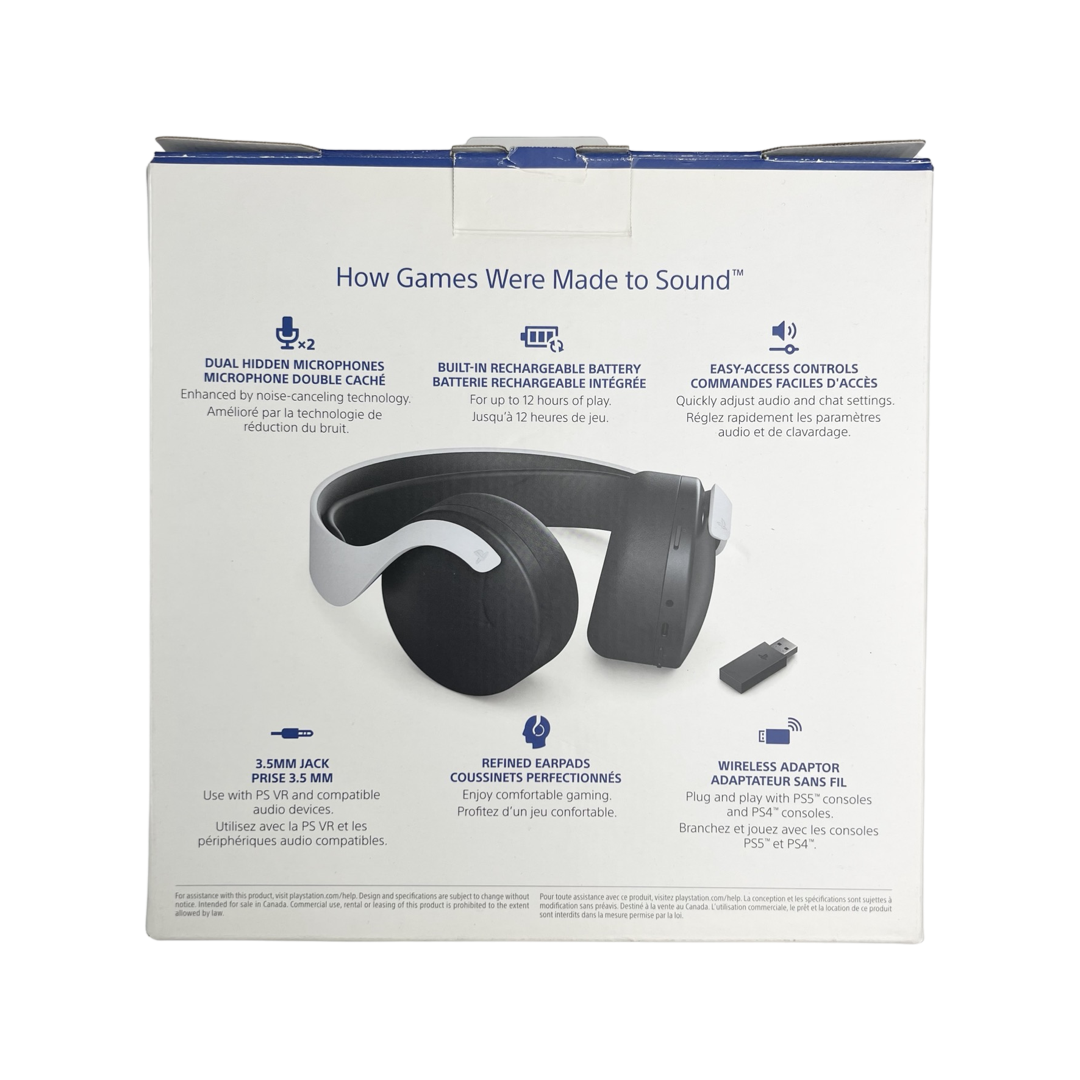 How Games Were Made to Sound™
×2
DUAL HIDDEN MICROPHONES
MICROPHONE DOUBLE CACHÉ
Enhanced by noise-canceling technology.
Amélioré par la technologie de
réduction du bruit.
BUILT-IN RECHARGEABLE BATTERY
BATTERIE RECHARGEABLE INTÉGRÉE
For up to 12 hours of play.
Jusqu'à 12 heures de jeu.
EASY-ACCESS CONTROLS
COMMANDES FACILES D'ACCÈS
Quickly adjust audio and chat settings.
Réglez rapidement les paramètres
audio et de clavardage.
3.5MM JACK
PRISE 3.5 MM
Use with PS VR and compatible
audio devices.
Utilisez avec la PS VR et les
périphériques audio compatibles.
REFINED EARPADS
COUSSINETS PERFECTIONNÉS
Enjoy comfortable gaming.
Profitez d'un jeu confortable.
WIRELESS ADAPTOR
ADAPTATEUR SANS FIL
Plug and play with PS5™ consoles
and PS4™ consoles.
Branchez et jouez avec les consoles
PS5™ et PS4™.
For assistance with this product, visit playstation.com/help. Design and specifications are subject to change without
notice. Intended for sale in Canada. Commercial use, rental or leasing of this product is prohibited to the extent
allowed by law.
Pour toute assistance avec ce produit, visitez playstation.com/help. La conception et les spécifications sont sujettes à
modification sans préavis. Destiné à la vente au Canada. L'utilisation commerciale, le prêt et la location de ce produit
sont interdits dans la mesure permise par la loi.